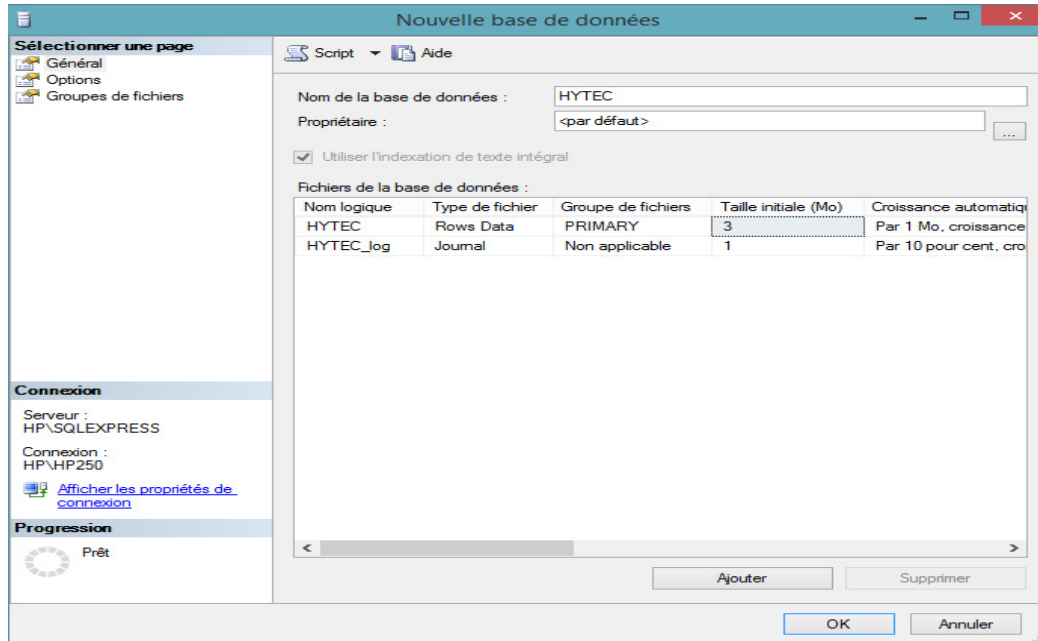 Nouvelle base de données
Sélectionner une page
Général
Options
Groupes de fichiers
Script
Aide
Nom de la base de données :
HYTEC
Propriétaire :
<par défaut>
...
Utiliser l'indexation de texte intégral
Fichiers de la base de données :
Nom logique Type de fichier Groupe de fichiers Taille initiale (Mo) Croissance automatiq
HYTEC Rows Data PRIMARY 3 Par 1 Mo, croissance
HYTEC_log Journal Non applicable 1 Par 10 pour cent, cro
Connexion
Serveur :
HP\SQLEXPRESS
Connexion :
HP\HP250
Afficher les propriétés de
connexion
Progression
Prêt
Ajouter
Supprimer
OK
Annuler